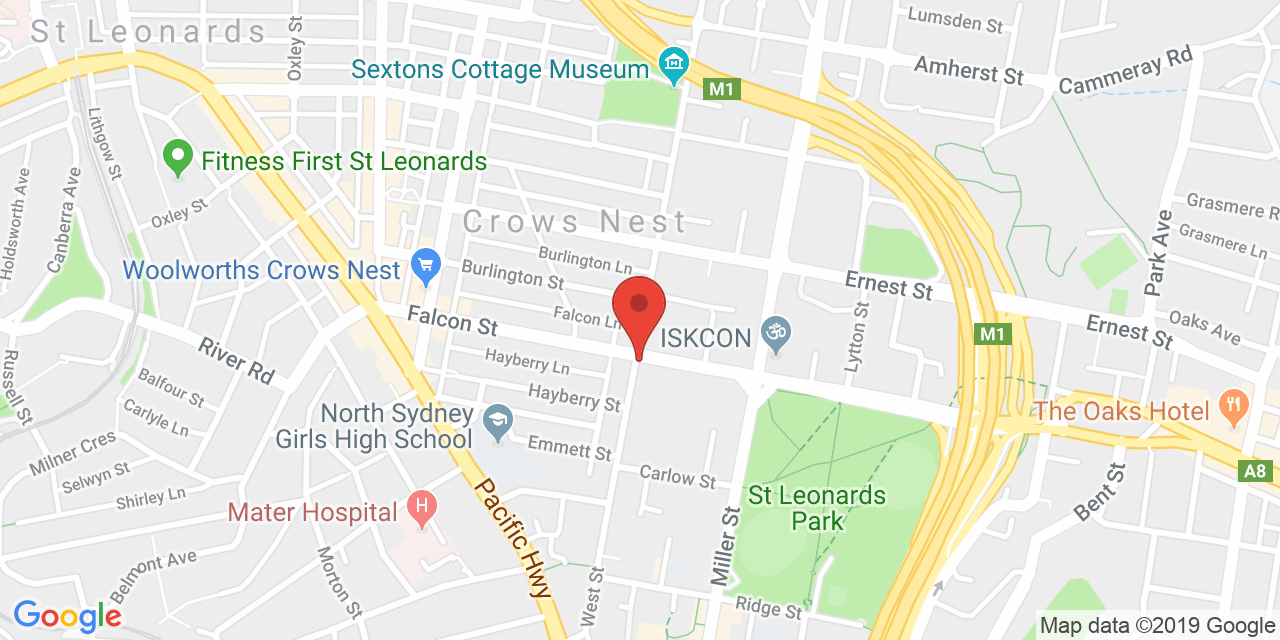 Lumsden St
St Leonards
Oxley St
Sextons Cottage Museum
M1
Amherst St
Cammeray Rd
Lithgow St
Fitness First St Leonards
Holdsworth Ave
Canberra Ave
Oxley St
Crows Nest
Park Ave
Grasmere R
Grasmere Ln
Burlington Ln
Woolworths Crows Nest
Burlington St
Ernest St
Falcon St
Falcon Ln
ISKCON
Lytton St
M1
Ernest St
Oaks Ave
River Rd
Hayberry Ln
Russell St
Balfour St
Hayberry St
Carlyle Ln
North Sydney
Girls High School
The Oaks Hotel
Milner Cres
Emmett St
Selwyn St
Carlow St
A8
Shirley Ln
St Leonards
Park
Bent St
Mater Hospital
H
Pacific Hwy
Miller St
Belmont Ave
Morton St
West St
Ridge St
Google
Map data ©2019 Google